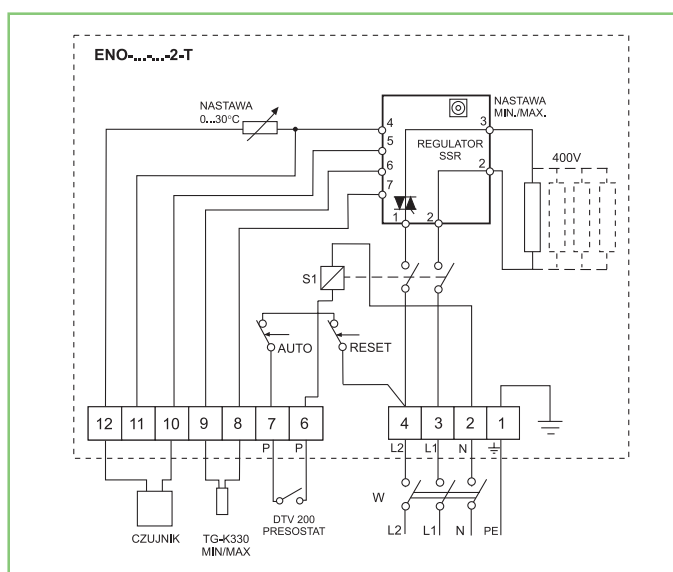 ENO-...-...-2-T
NASTAWA
0...30°C
NASTAWA
MIN./MAX.
4
3
5
REGULATOR
SSR
6
2
400V
7
1
2
S1
AUTO
RESET
12
11
10
9
8
7
6
4
3
2
1
P
P
L2
L1
N
W
CZUJNIK
TG-K330
MIN/MAX
DTV 200
PRESOSTAT
L2
L1
N
PE